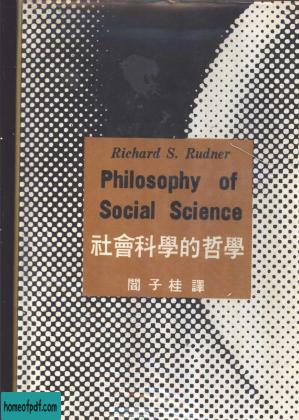 Richard S. Rudner
Philosophy of
Social Science
社會科學的哲學
閻子桂譯
homeofpdf.com